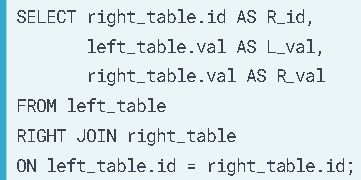 SELECT right_table.id AS R_id,
left_table.val AS L_val,
right_table.val AS R_val
FROM left_table
RIGHT JOIN right_table
ON left_table.id = right_table.id;